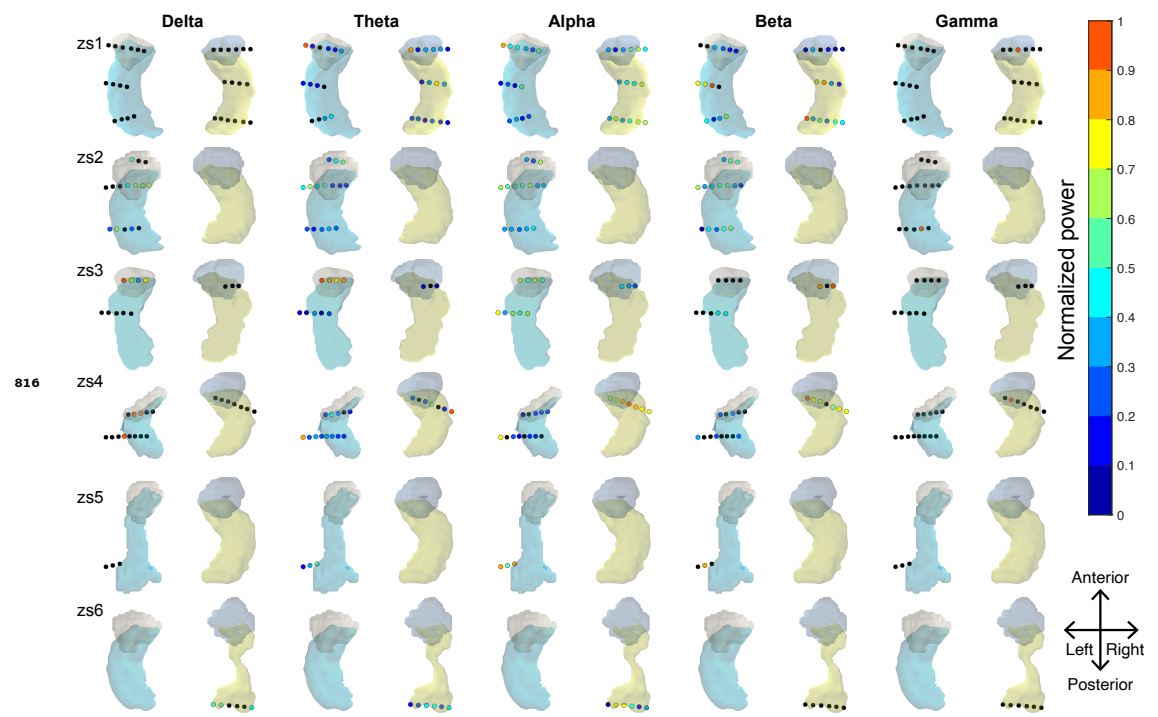 Delta Theta Alpha Beta Gamma
zs1
zs2
zs3
816
zs4
zs5
zs6
Normalized power
1
0.9
0.8
0.7
0.6
0.5
0.4
0.3
0.2
0.1
0
Anterior
Left Right
Posterior